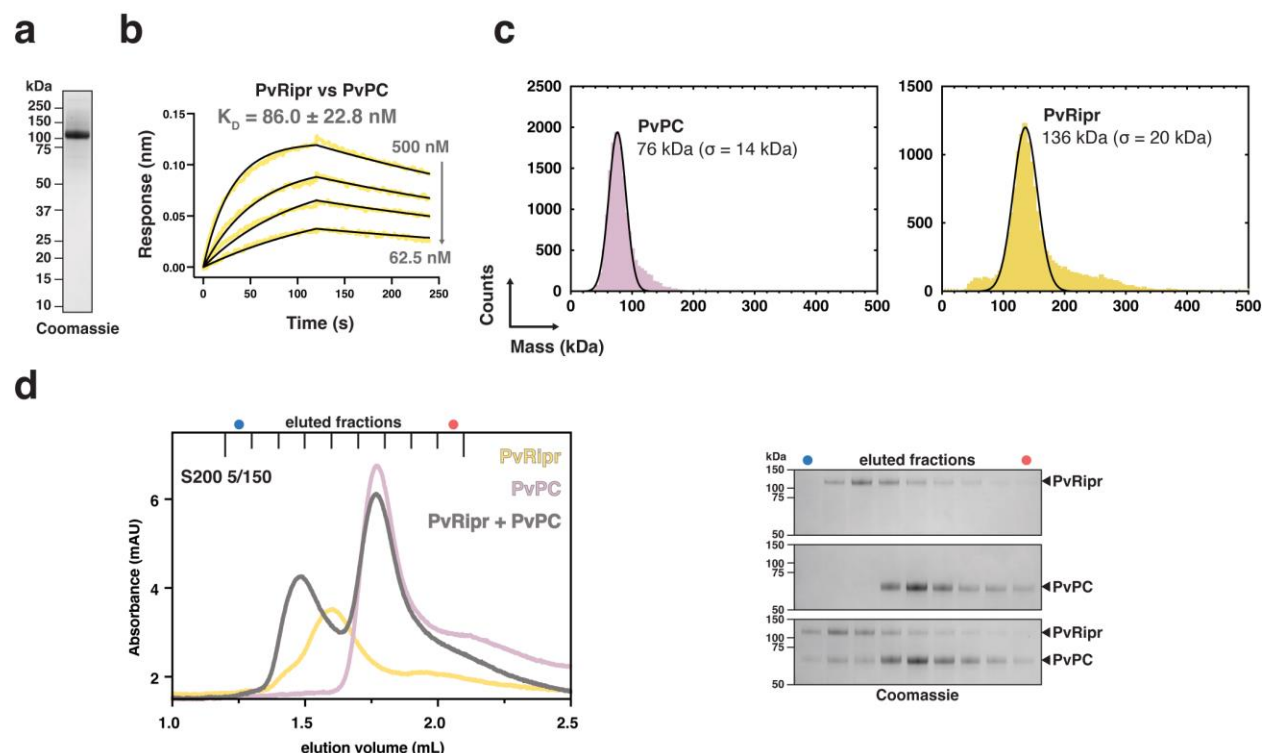 a
kDa
250
150
100
75
50
37
25
20
15
10
Coomassie
b
PvRipr vs PvPC
K_D = 86.0 ± 22.8 nM
500 nM
62.5 nM
Response (nm)
0.15
0.10
0.05
0.00
0 50 100 150 200 250
Time (s)
c
2500
2000
1500
1000
500
0
PvPC
76 kDa (σ = 14 kDa)
0 100 200 300 400 500
Counts
Mass (kDa)
1500
1000
500
0
PvRipr
136 kDa (σ = 20 kDa)
0 100 200 300 400 500
d
eluted fractions
S200 5/150
PvRipr
PvPC
PvRipr + PvPC
Absorbance (mAU)
6
4
2
1.0 1.5 2.0 2.5
elution volume (mL)
kDa
eluted fractions
150
100
75
50
PvRipr
150
100
75
50
PvPC
150
100
75
50
PvRipr
PvPC
Coomassie